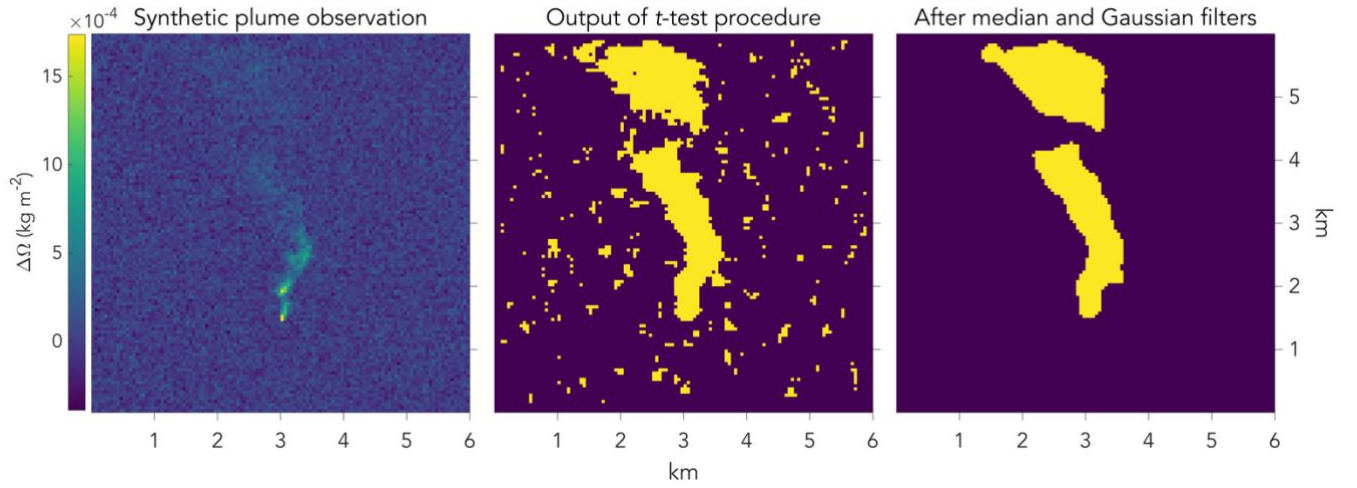 ×10⁻⁴ Synthetic plume observation Output of t-test procedure After median and Gaussian filters
15
10
5
0
ΔΩ (kg m⁻²)
5
4
3
2
1
km
1 2 3 4 5 6 1 2 3 4 5 6 1 2 3 4 5 6
km